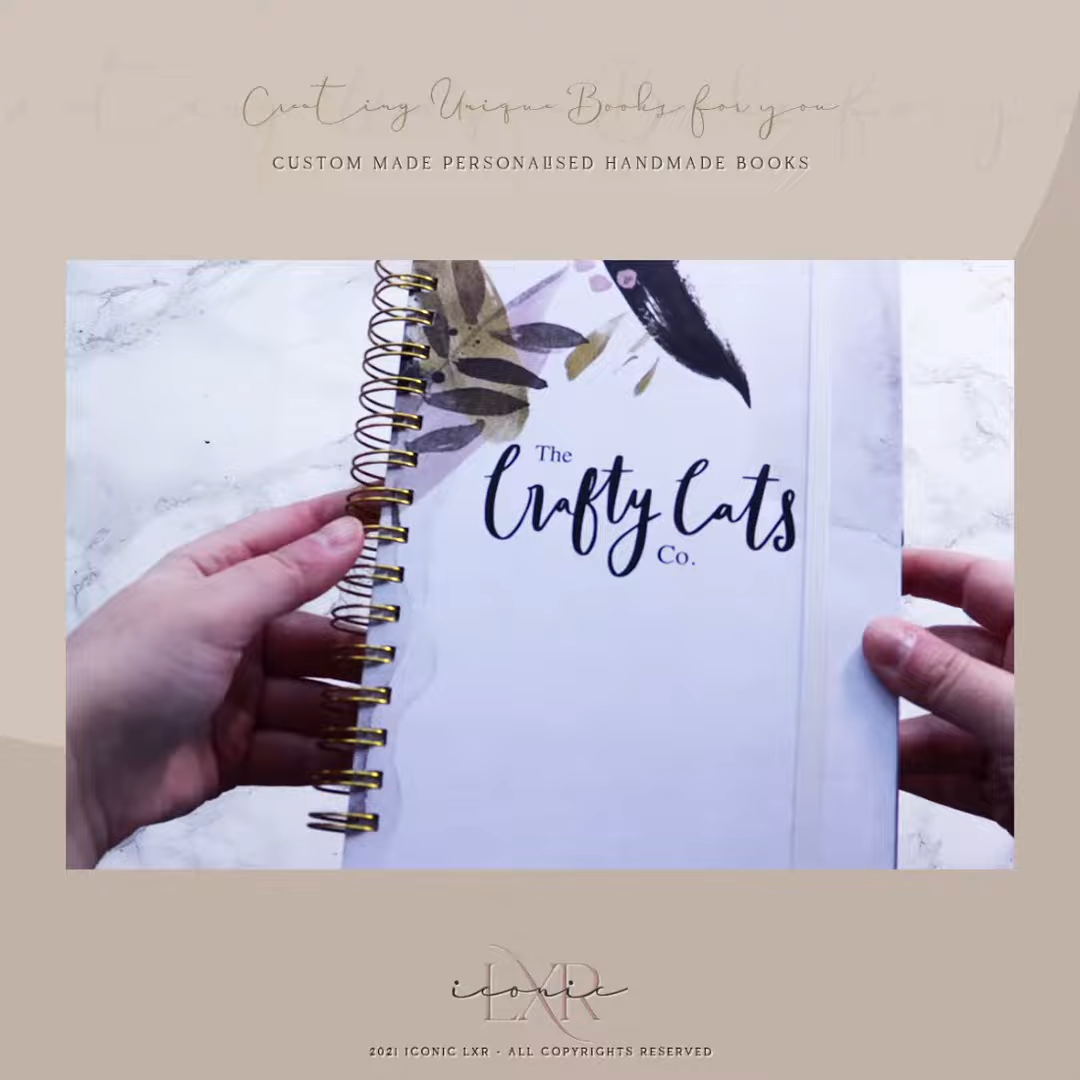 Creating Unique Books for you
CUSTOM MADE PERSONALISED HANDMADE BOOKS
The
Crafty Cats
Co.
iconic
LXR
2021 ICONIC LXR - ALL COPYRIGHTS RESERVED